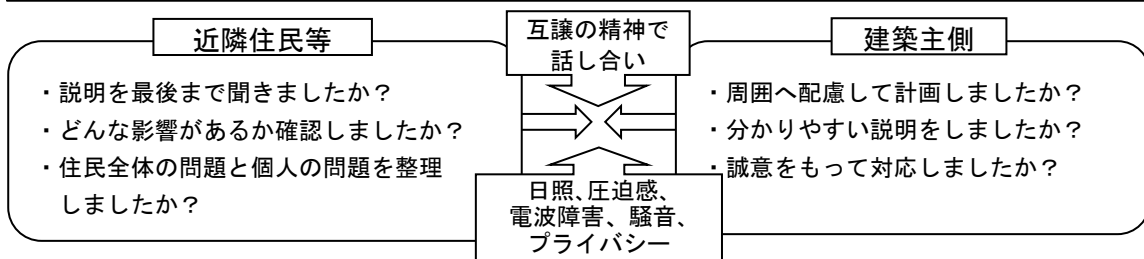 近隣住民等
・説明を最後まで聞きましたか？
・どんな影響があるか確認しましたか？
・住民全体の問題と個人の問題を整理
しましたか？
互譲の精神で
話し合い
日照、圧迫感、
電波障害、騒音、
プライバシー
建築主側
・周囲へ配慮して計画しましたか？
・分かりやすい説明をしましたか？
・誠意をもって対応しましたか？